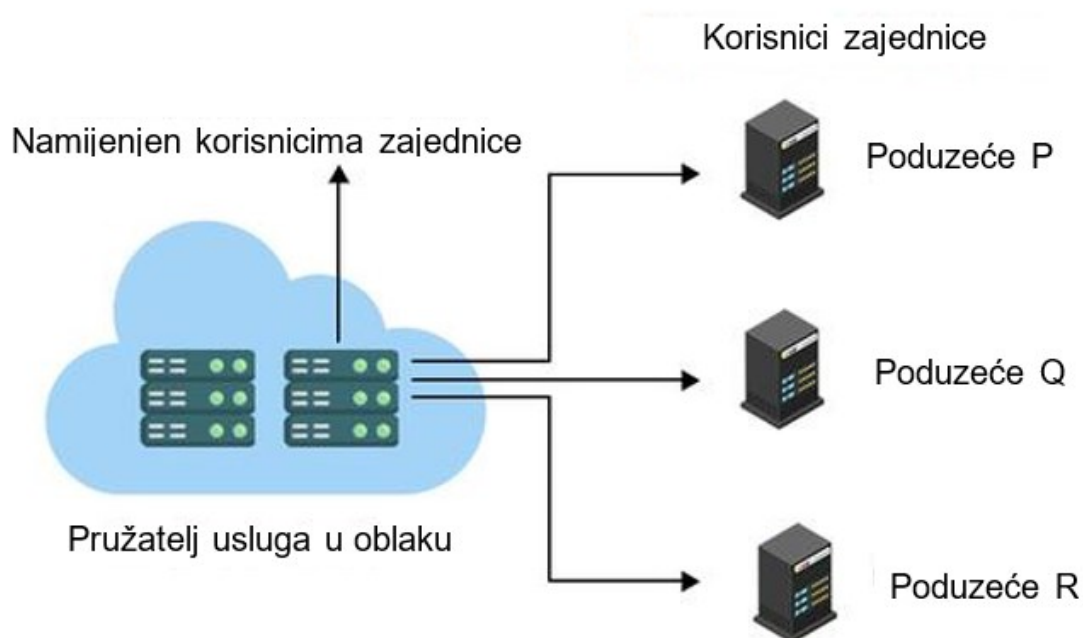 Korisnici zajednice
Namijenjen korisnicima zajednice
Poduzeće P
Poduzeće Q
Pružatelj usluga u oblaku
Poduzeće R